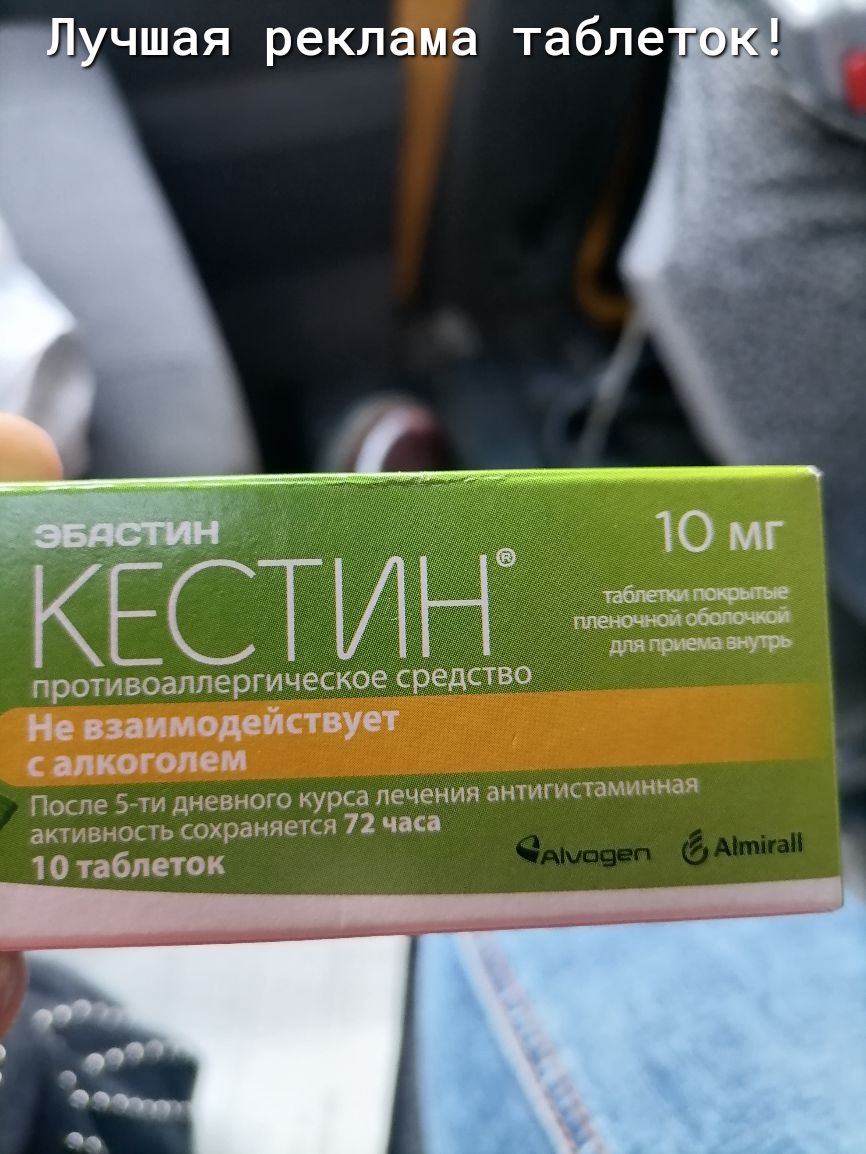 Лучшая реклама таблеток!
ЭБАСТИН
КЕСТИН®
10 мг
таблетки покрытые
пленочной оболочкой
для приема внутрь
противоаллергическое средство
Не взаимодействует
с алкоголем
После 5-ти дневного курса лечения антигистаминная
активность сохраняется 72 часа
10 таблеток
Alvogen
Almirall